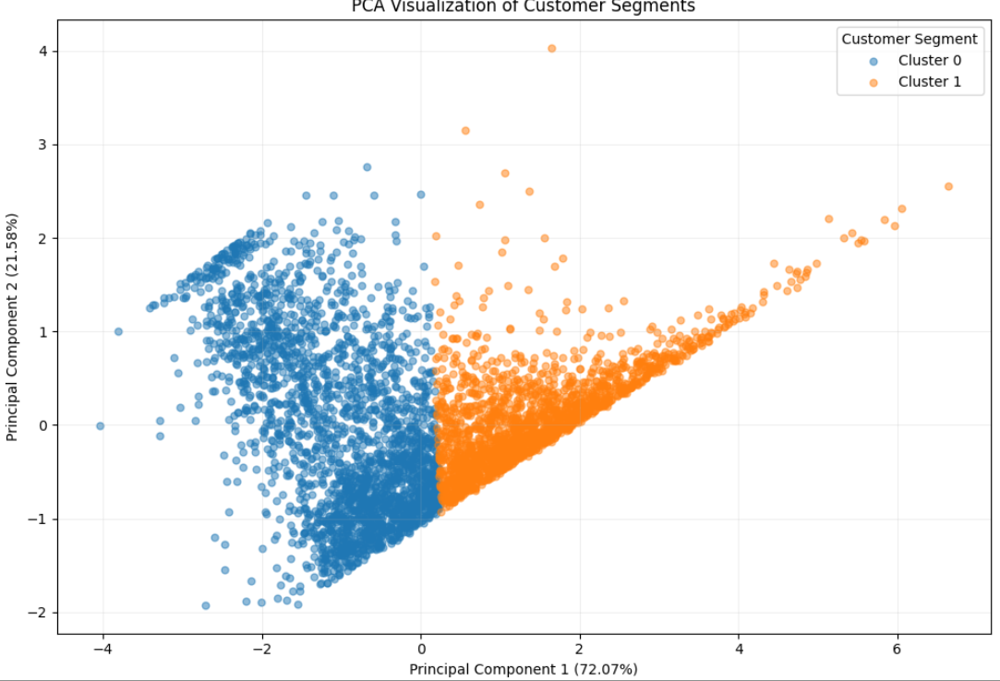 PCA Visualization of Customer Segments
Customer Segment
Cluster 0
Cluster 1
4
3
2
1
0
−1
−2
Principal Component 2 (21.58%)
−4
−2
0
2
4
6
Principal Component 1 (72.07%)